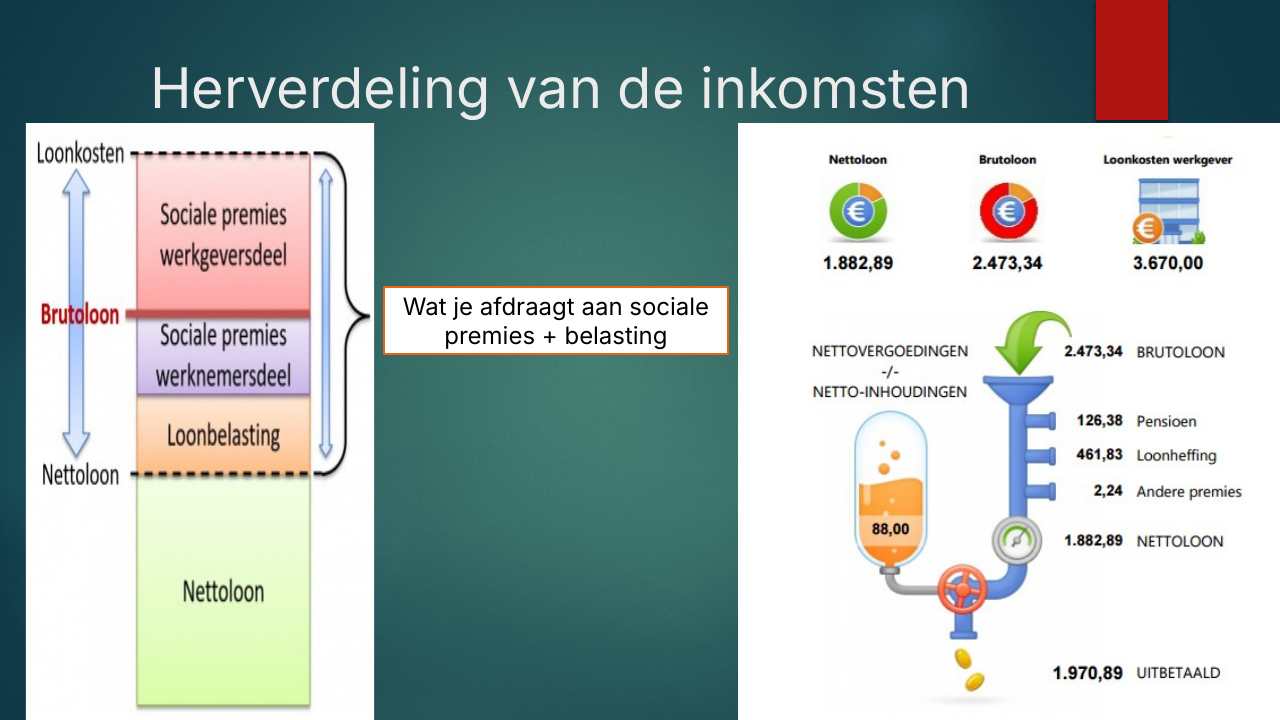 Herverdeling van de inkomsten
Loonkosten
Sociale premies
werkgeversdeel
Brutoloon
Sociale premies
werknemersdeel
Loonbelasting
Nettoloon
Nettoloon
Wat je afdraagt aan sociale
premies + belasting
Nettoloon
Brutoloon
Loonkosten werkgever
1.882,89
2.473,34
3.670,00
NETTOVERGOEDINGEN
-/-
NETTO-INHOUDINGEN
88,00
2.473,34 BRUTOLOON
126,38 Pensioen
461,83 Loonheffing
2,24 Andere premies
1.882,89 NETTOLOON
1.970,89 UITBETAALD